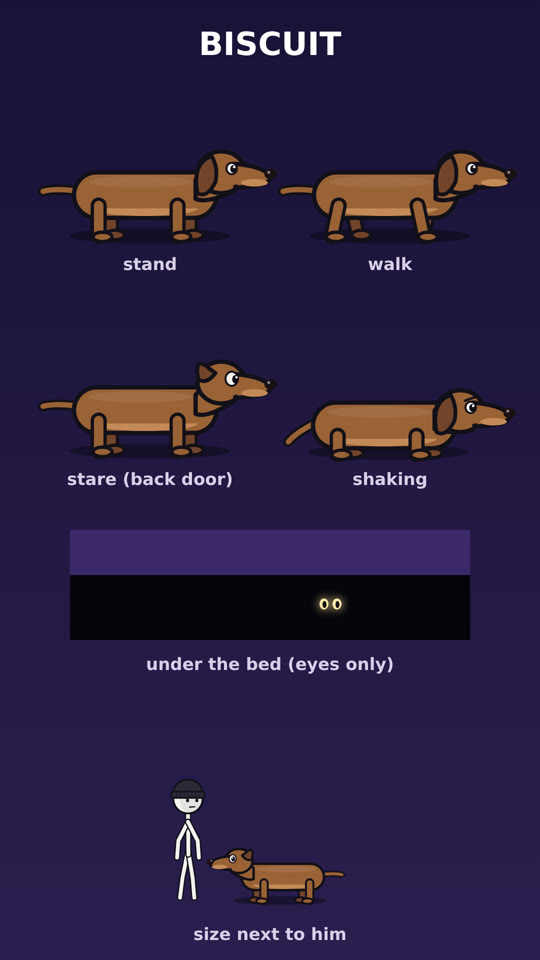 BISCUIT
stand
walk
stare (back door)
shaking
under the bed (eyes only)
size next to him